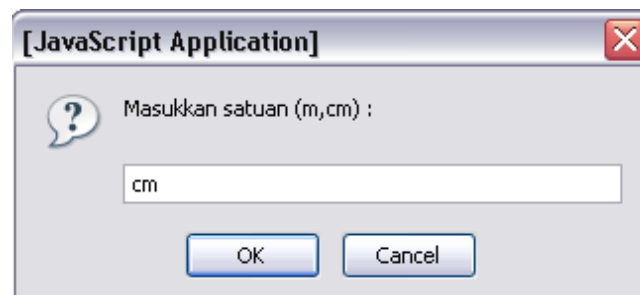 [JavaScript Application]
Masukkan satuan (m,cm) :
cm
OK Cancel